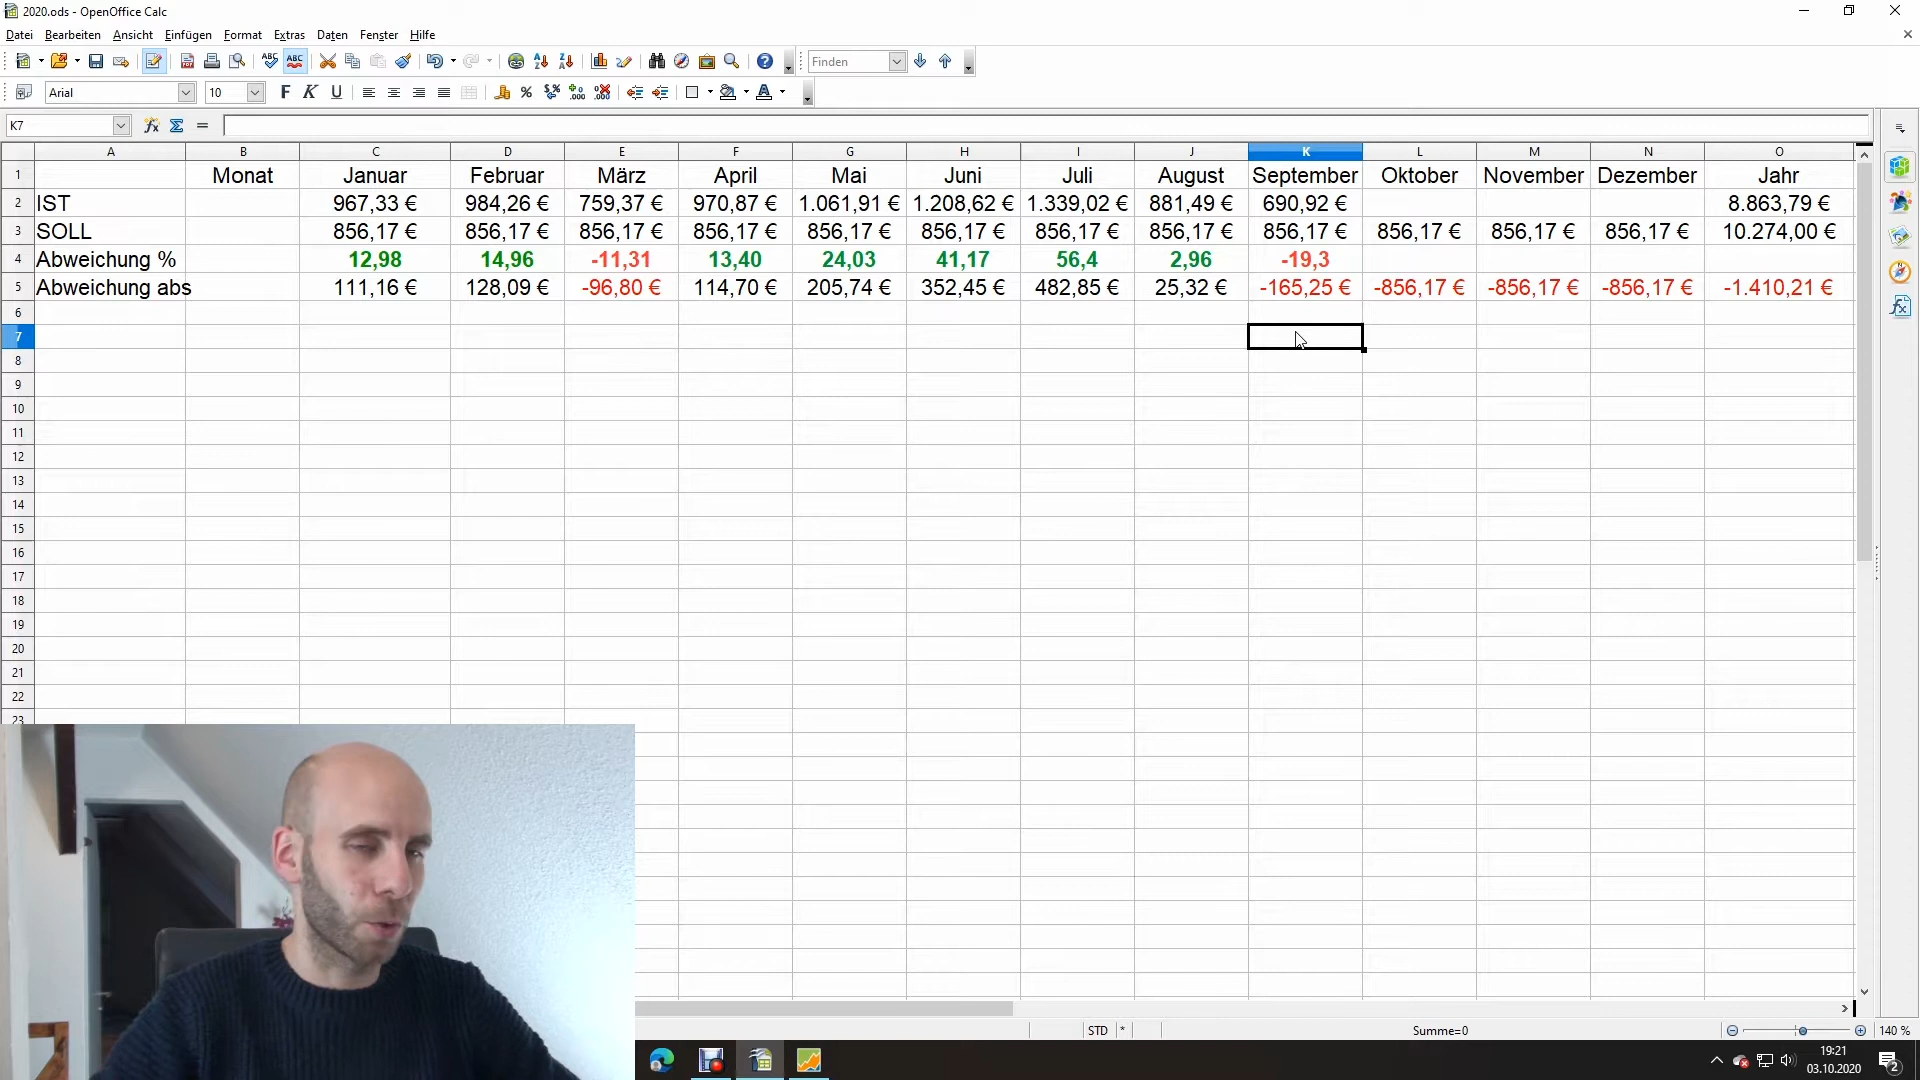 2020.ods - OpenOffice Calc
Datei Bearbeiten Ansicht Einfügen Format Extras Daten Fenster Hilfe
Finden
Arial 10 F K U
K7
A B C D E F G H I J K L M N O
1 Monat Januar Februar März April Mai Juni Juli August September Oktober November Dezember Jahr
2 IST 967,33 € 984,26 € 759,37 € 970,87 € 1.061,91 € 1.208,62 € 1.339,02 € 881,49 € 690,92 € 8.863,79 €
3 SOLL 856,17 € 856,17 € 856,17 € 856,17 € 856,17 € 856,17 € 856,17 € 856,17 € 856,17 € 856,17 € 856,17 € 856,17 € 10.274,00 €
4 Abweichung % 12,98 14,96 -11,31 13,40 24,03 41,17 56,4 2,96 -19,3
5 Abweichung abs 111,16 € 128,09 € -96,80 € 114,70 € 205,74 € 352,45 € 482,85 € 25,32 € -165,25 € -856,17 € -856,17 € -856,17 € -1.410,21 €
6
7
8
9
10
11
12
13
14
15
16
17
18
19
20
21
22
23
STD * Summe=0 140 %
19:21
03.10.2020
2